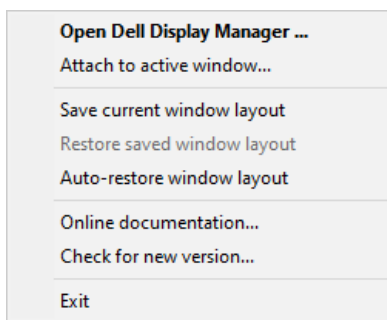 Open Dell Display Manager ...
Attach to active window...
Save current window layout
Restore saved window layout
Auto-restore window layout
Online documentation...
Check for new version...
Exit